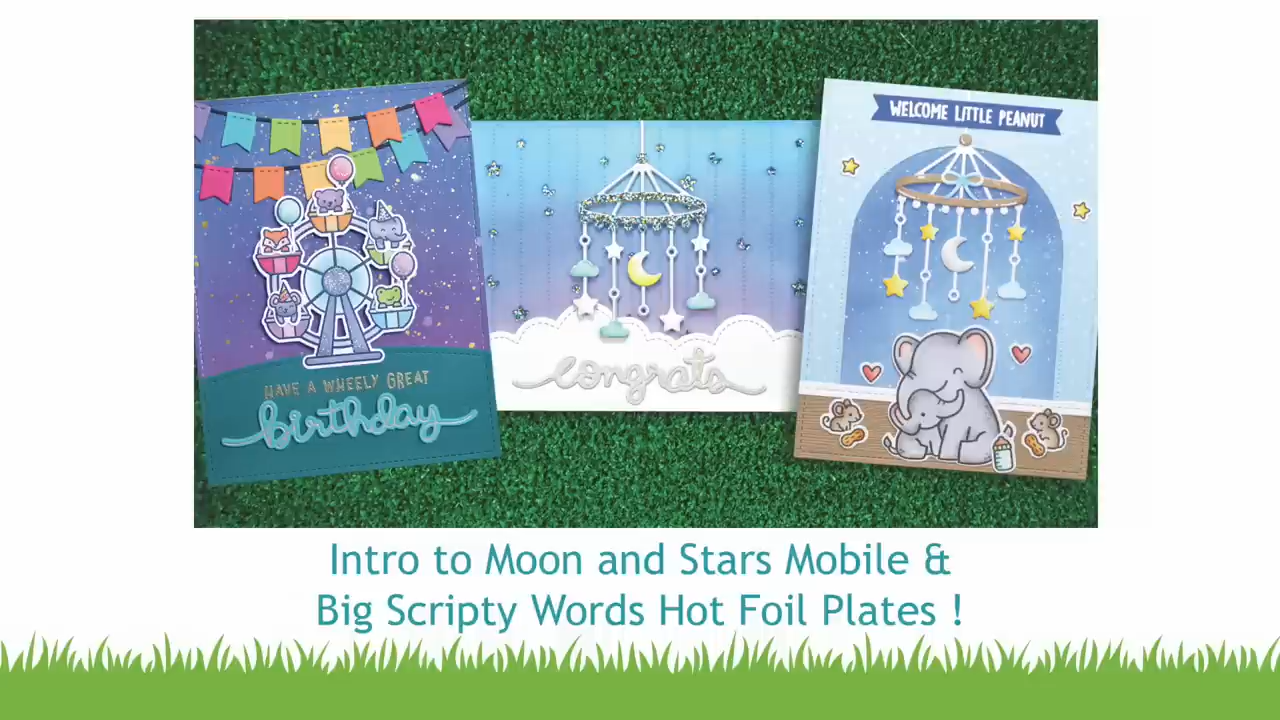 WELCOME LITTLE PEANUT
congrats
HAVE A WHEELY GREAT
birthday
Intro to Moon and Stars Mobile &
Big Scripty Words Hot Foil Plates !